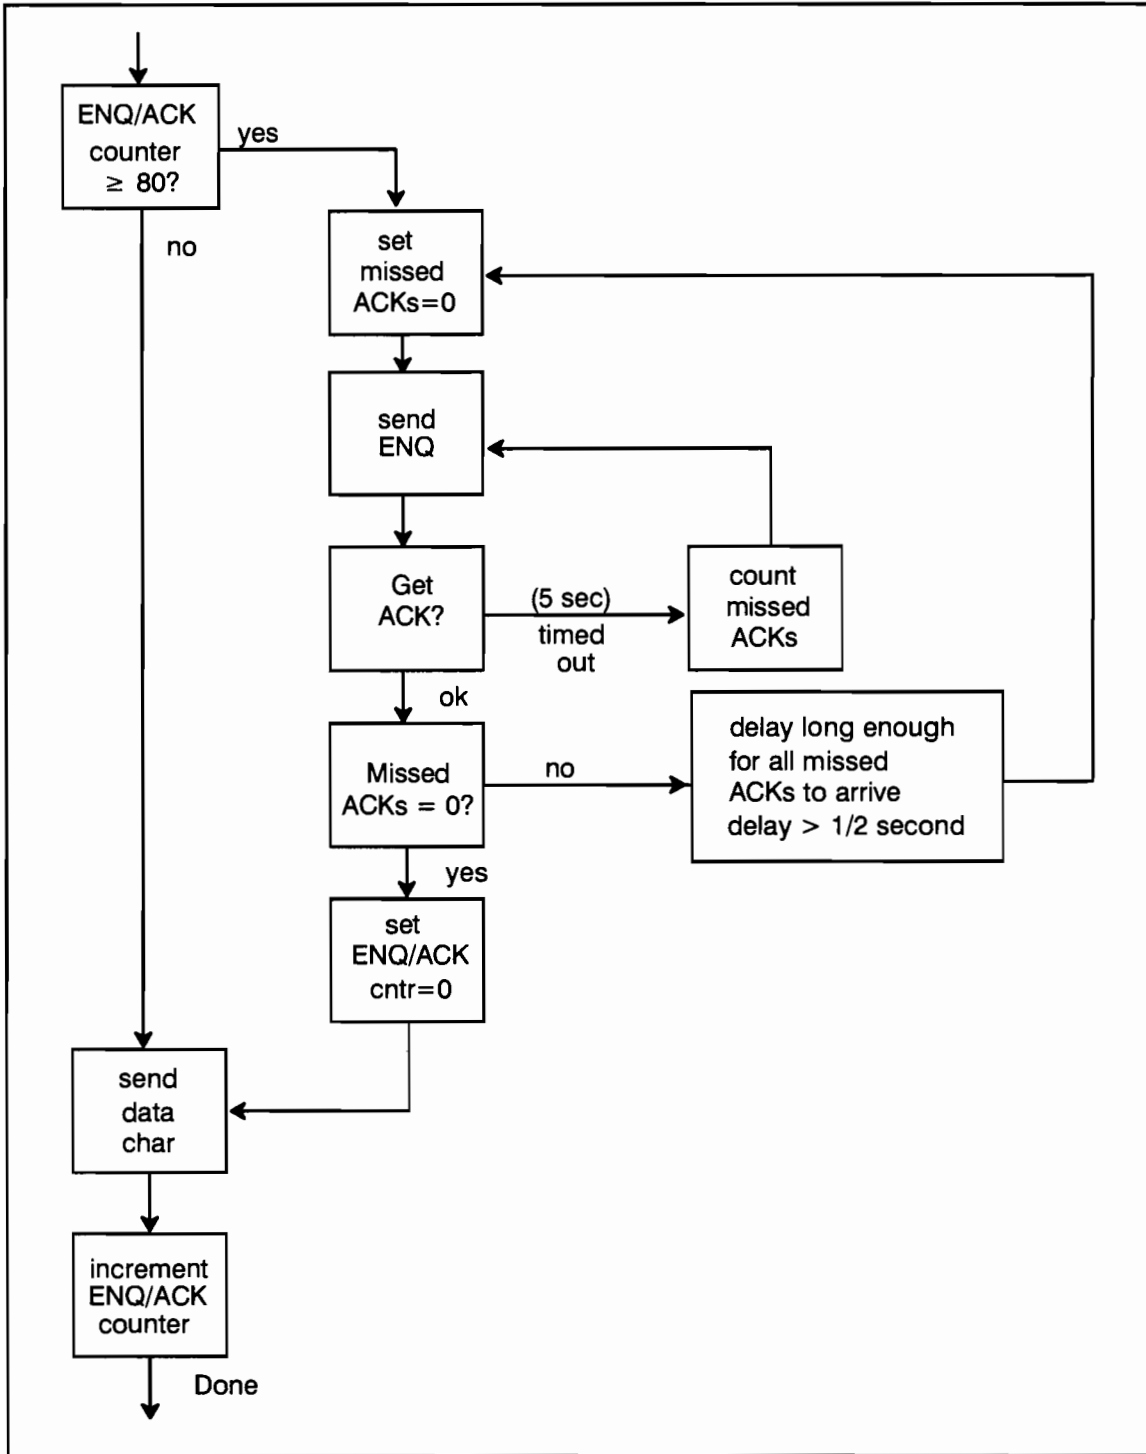 ENQ/ACK
counter
≥ 80?
yes
no
set
missed
ACKs=0
send
ENQ
Get
ACK?
(5 sec)
timed
out
count
missed
ACKs
ok
Missed
ACKs = 0?
no
delay long enough
for all missed
ACKs to arrive
delay > 1/2 second
yes
set
ENQ/ACK
cntr=0
send
data
char
increment
ENQ/ACK
counter
Done